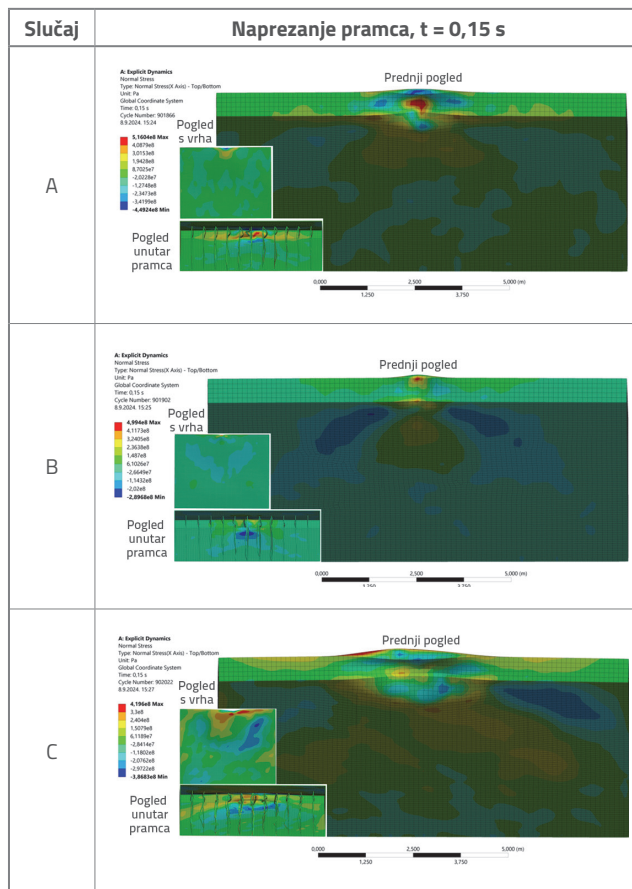 Slučaj
Naprezanje pramca, t = 0,15 s
A
A: Explicit Dynamics
Normal Stress
Type: Normal Stress(X Axis) - Top/Bottom
Unit: Pa
Global Coordinate System
Time: 0,15 s
Cycle Number: 901866
8.9.2024. 15:24
5,1604e8 Max
4,0879e8
3,0153e8
1,9428e8
8,7025e7
-2,0228e7
-1,2748e8
-2,3473e8
-3,4199e8
-4,4924e8 Min
Prednji pogled
Pogled
s vrha
Pogled
unutar
pramca
0,000
2,500
5,000 (m)
1,250
3,750
B
A: Explicit Dynamics
Normal Stress
Type: Normal Stress(X Axis) - Top/Bottom
Unit: Pa
Global Coordinate System
Time: 0,15 s
Cycle Number: 901902
8.9.2024. 15:25
4,994e8 Max
4,1173e8
3,2405e8
2,3638e8
1,487e8
6,1026e7
-2,6649e7
-1,1432e8
-2,02e8
-2,8968e8 Min
Prednji pogled
Pogled
s vrha
Pogled
unutar
pramca
0,000
2,500
5,000 (m)
1,250
3,750
C
A: Explicit Dynamics
Normal Stress
Type: Normal Stress(X Axis) - Top/Bottom
Unit: Pa
Global Coordinate System
Time: 0,15 s
Cycle Number: 902022
8.9.2024. 15:27
4,196e8 Max
3,3e8
2,404e8
1,5079e8
6,1189e7
-2,8414e7
-1,1802e8
-2,0762e8
-2,9722e8
-3,8683e8 Min
Prednji pogled
Pogled
s vrha
Pogled
unutar
pramca
0,000
2,500
5,000 (m)
1,250
3,750